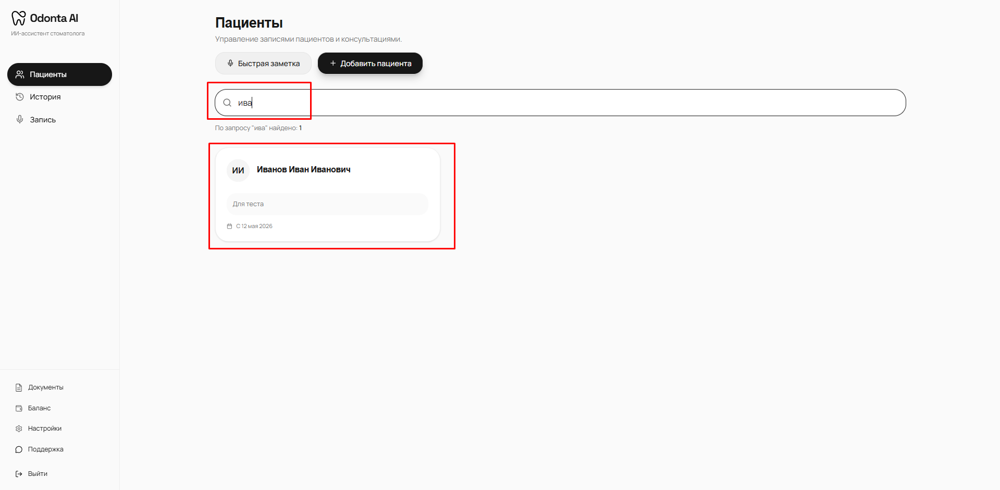 Odonta AI
ИИ-ассистент стоматолога
Пациенты
История
Запись
Документы
Баланс
Настройки
Поддержка
Выйти
Пациенты
Управление записями пациентов и консультациями.
Быстрая заметка
Добавить пациента
ива
По запросу "ива" найдено: 1
ИИ
Иванов Иван Иванович
Для теста
С 12 мая 2026